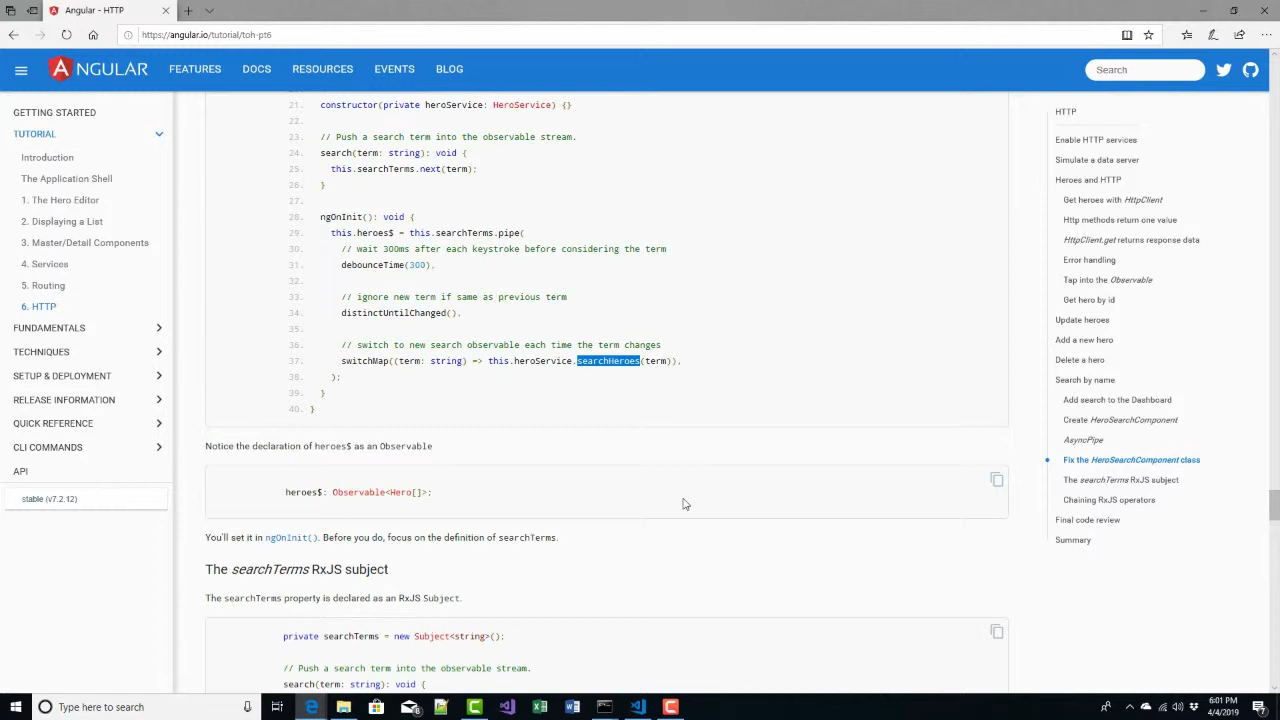 Angular - HTTP
https://angular.io/tutorial/toh-pt6
ANGULAR
FEATURES
DOCS
RESOURCES
EVENTS
BLOG
Search
GETTING STARTED
TUTORIAL
Introduction
The Application Shell
1. The Hero Editor
2. Displaying a List
3. Master/Detail Components
4. Services
5. Routing
6. HTTP
FUNDAMENTALS
TECHNIQUES
SETUP & DEPLOYMENT
RELEASE INFORMATION
QUICK REFERENCE
CLI COMMANDS
API
stable (v7.2.12)
21. constructor(private heroService: HeroService) {}
22.
23. // Push a search term into the observable stream.
24. search(term: string): void {
25. this.searchTerms.next(term);
26. }
27.
28. ngOnInit(): void {
29. this.heroes$ = this.searchTerms.pipe(
30. // wait 300ms after each keystroke before considering the term
31. debounceTime(300),
32.
33. // ignore new term if same as previous term
34. distinctUntilChanged(),
35.
36. // switch to new search observable each time the term changes
37. switchMap((term: string) => this.heroService.searchHeroes(term)),
38. );
39. }
40. }
Notice the declaration of heroes$ as an Observable
heroes$: Observable<Hero[]>;
You'll set it in ngOnInit(). Before you do, focus on the definition of searchTerms.
The searchTerms RxJS subject
The searchTerms property is declared as an RxJS Subject.
private searchTerms = new Subject<string>();
// Push a search term into the observable stream.
search(term: string): void {
HTTP
Enable HTTP services
Simulate a data server
Heroes and HTTP
Get heroes with HttpClient
Http methods return one value
HttpClient.get returns response data
Error handling
Tap into the Observable
Get hero by id
Update heroes
Add a new hero
Delete a hero
Search by name
Add search to the Dashboard
Create HeroSearchComponent
AsyncPipe
Fix the HeroSearchComponent class
The searchTerms RxJS subject
Chaining RxJS operators
Final code review
Summary
Type here to search
6:01 PM
4/4/2019